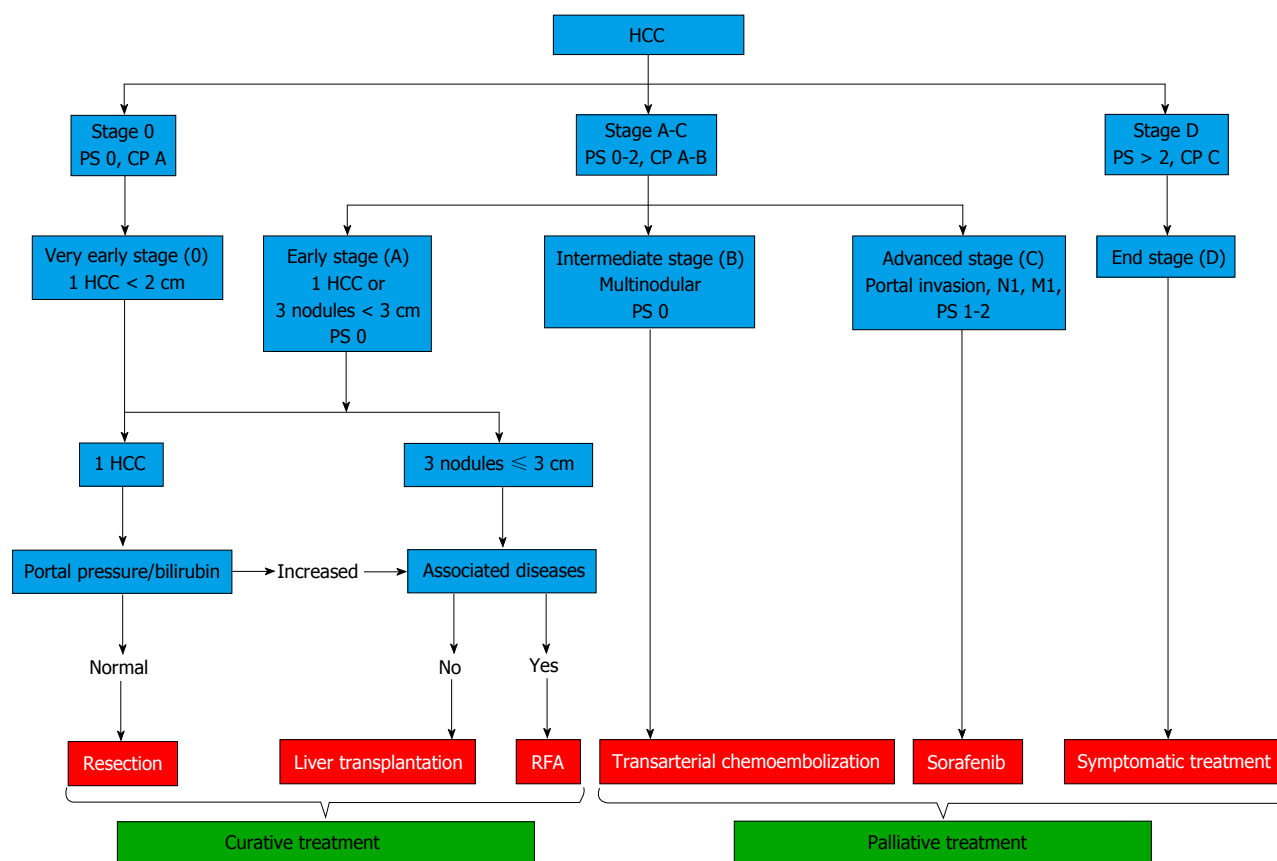 HCC
Stage 0
PS 0, CP A
Stage A-C
PS 0-2, CP A-B
Stage D
PS > 2, CP C
Very early stage (0)
1 HCC < 2 cm
Early stage (A)
1 HCC or
3 nodules < 3 cm
PS 0
Intermediate stage (B)
Multinodular
PS 0
Advanced stage (C)
Portal invasion, N1, M1,
PS 1-2
End stage (D)
1 HCC
3 nodules ≤ 3 cm
Portal pressure/bilirubin
Increased
Associated diseases
Normal
No
Yes
Resection
Liver transplantation
RFA
Transarterial chemoembolization
Sorafenib
Symptomatic treatment
Curative treatment
Palliative treatment